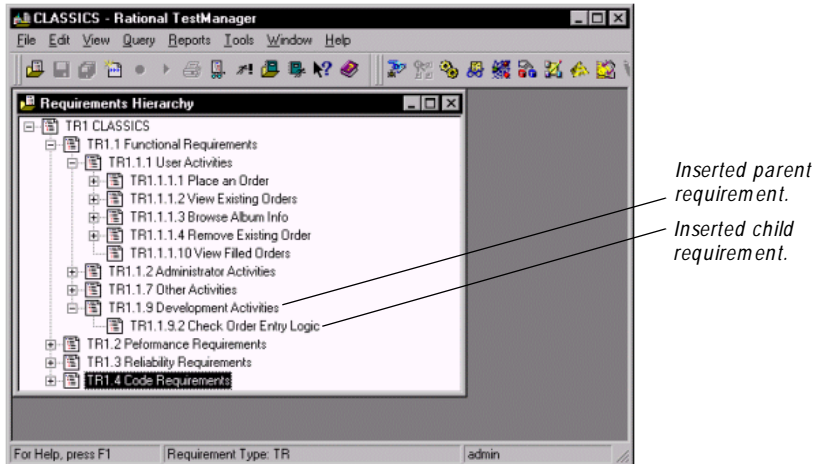 CLASSICS - Rational TestManager
File Edit View Query Reports Tools Window Help
Requirements Hierarchy
TR1 CLASSICS
TR1.1 Functional Requirements
TR1.1.1 User Activities
TR1.1.1.1 Place an Order
TR1.1.1.2 View Existing Orders
TR1.1.1.3 Browse Album Info
TR1.1.1.4 Remove Existing Order
TR1.1.1.10 View Filled Orders
TR1.1.2 Administrator Activities
TR1.1.7 Other Activities
TR1.1.9 Development Activities
TR1.1.9.2 Check Order Entry Logic
TR1.2 Peformance Requirements
TR1.3 Reliability Requirements
TR1.4 Code Requirements
Inserted parent
requirement.
Inserted child
requirement.
For Help, press F1 Requirement Type: TR admin